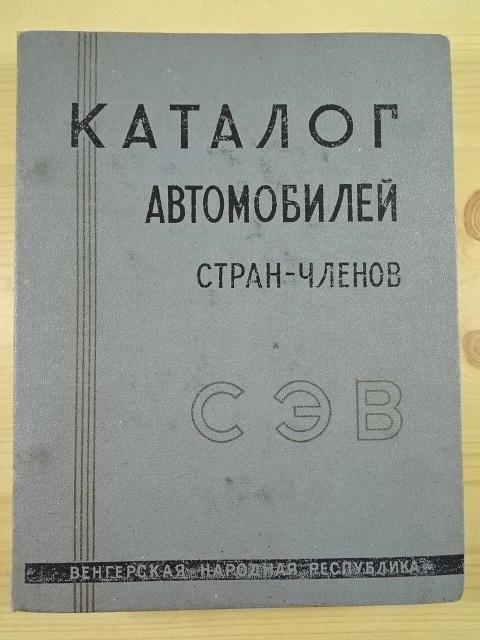 КАТАЛОГ
АВТОМОБИЛЕЙ
СТРАН-ЧЛЕНОВ
СЭВ
ВЕНГЕРСКАЯ НАРОДНАЯ РЕСПУБЛИКА